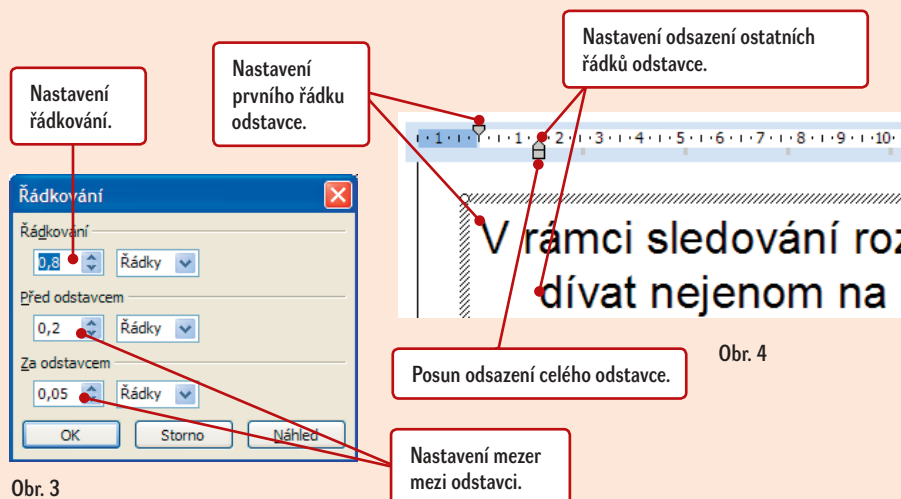 Nastavení
řádkování.
Nastavení
prvního řádku
odstavce.
Nastavení odsazení ostatních
řádků odstavce.
Řádkování
Řádkování
0,8 Řádky
Před odstavcem
0,2 Řádky
Za odstavcem
0,05 Řádky
OK Storno Náhled
Obr. 3
1 1 2 3 4 5 6 7 8 9 10
V rámci sledování roz
dívat nejenom na
Obr. 4
Posun odsazení celého odstavce.
Nastavení mezer
mezi odstavci.